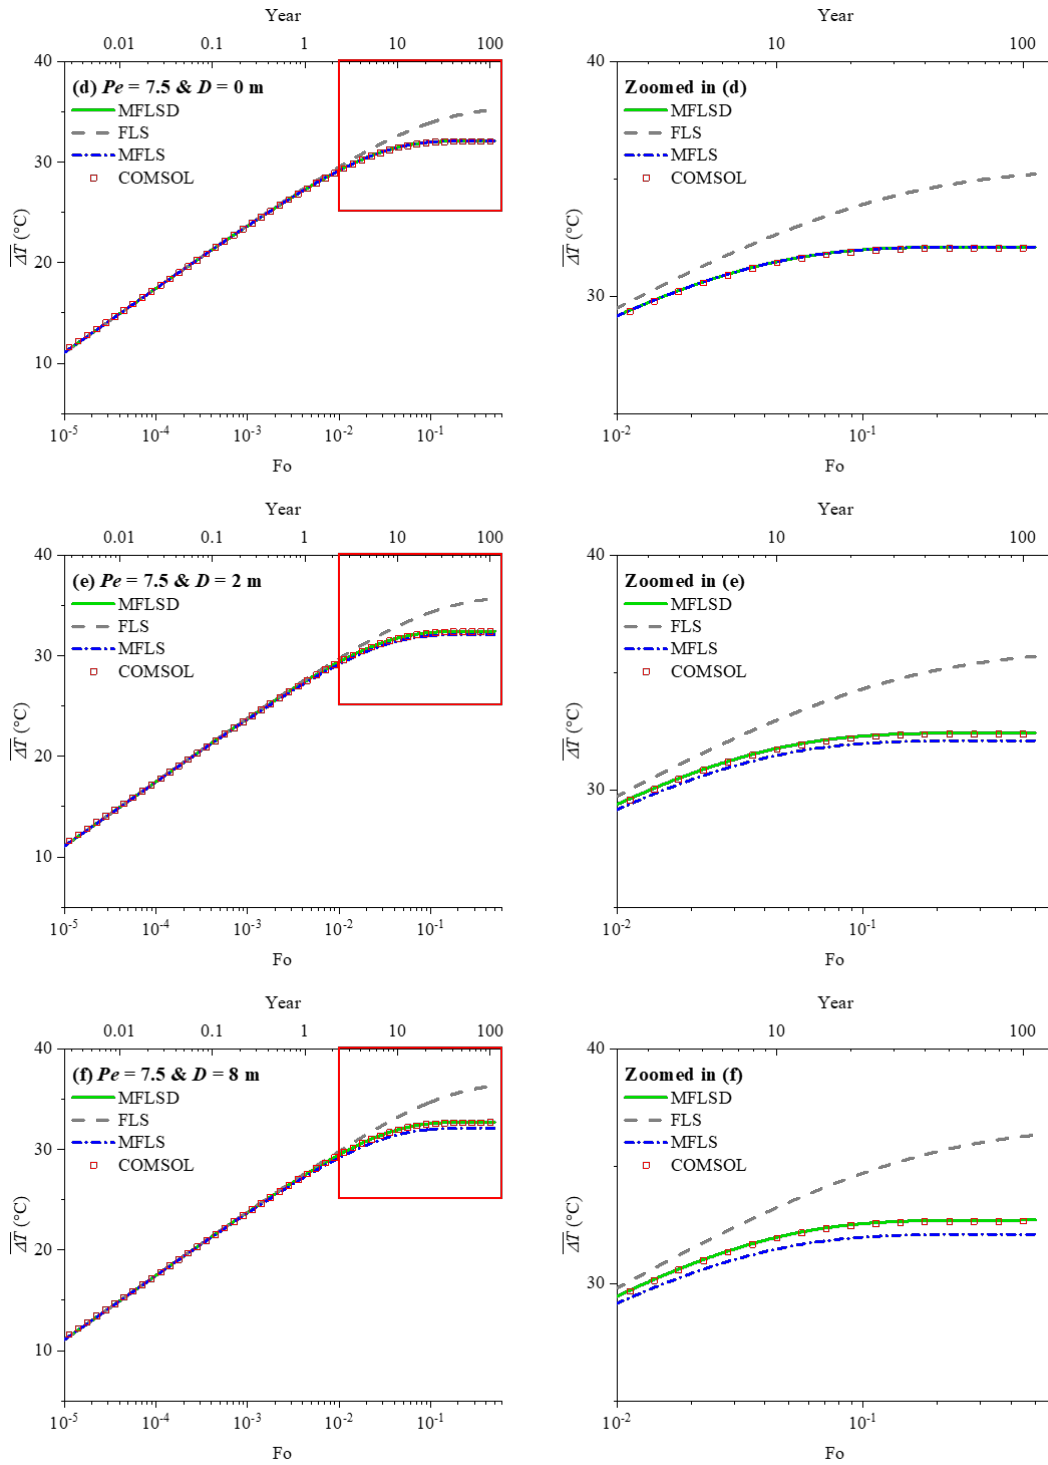 Year
0.01 0.1 1 10 100
40
30
20
10
(d) Pe = 7.5 & D = 0 m
MFLSD
FLS
MFLS
COMSOL
ΔT (°C)
10-5 10-4 10-3 10-2 10-1
Fo
Year
10 100
40
30
Zoomed in (d)
MFLSD
FLS
MFLS
COMSOL
ΔT (°C)
10-2 10-1
Fo
Year
0.01 0.1 1 10 100
40
30
20
10
(e) Pe = 7.5 & D = 2 m
MFLSD
FLS
MFLS
COMSOL
ΔT (°C)
10-5 10-4 10-3 10-2 10-1
Fo
Year
10 100
40
30
Zoomed in (e)
MFLSD
FLS
MFLS
COMSOL
ΔT (°C)
10-2 10-1
Fo
Year
0.01 0.1 1 10 100
40
30
20
10
(f) Pe = 7.5 & D = 8 m
MFLSD
FLS
MFLS
COMSOL
ΔT (°C)
10-5 10-4 10-3 10-2 10-1
Fo
Year
10 100
40
30
Zoomed in (f)
MFLSD
FLS
MFLS
COMSOL
ΔT (°C)
10-2 10-1
Fo